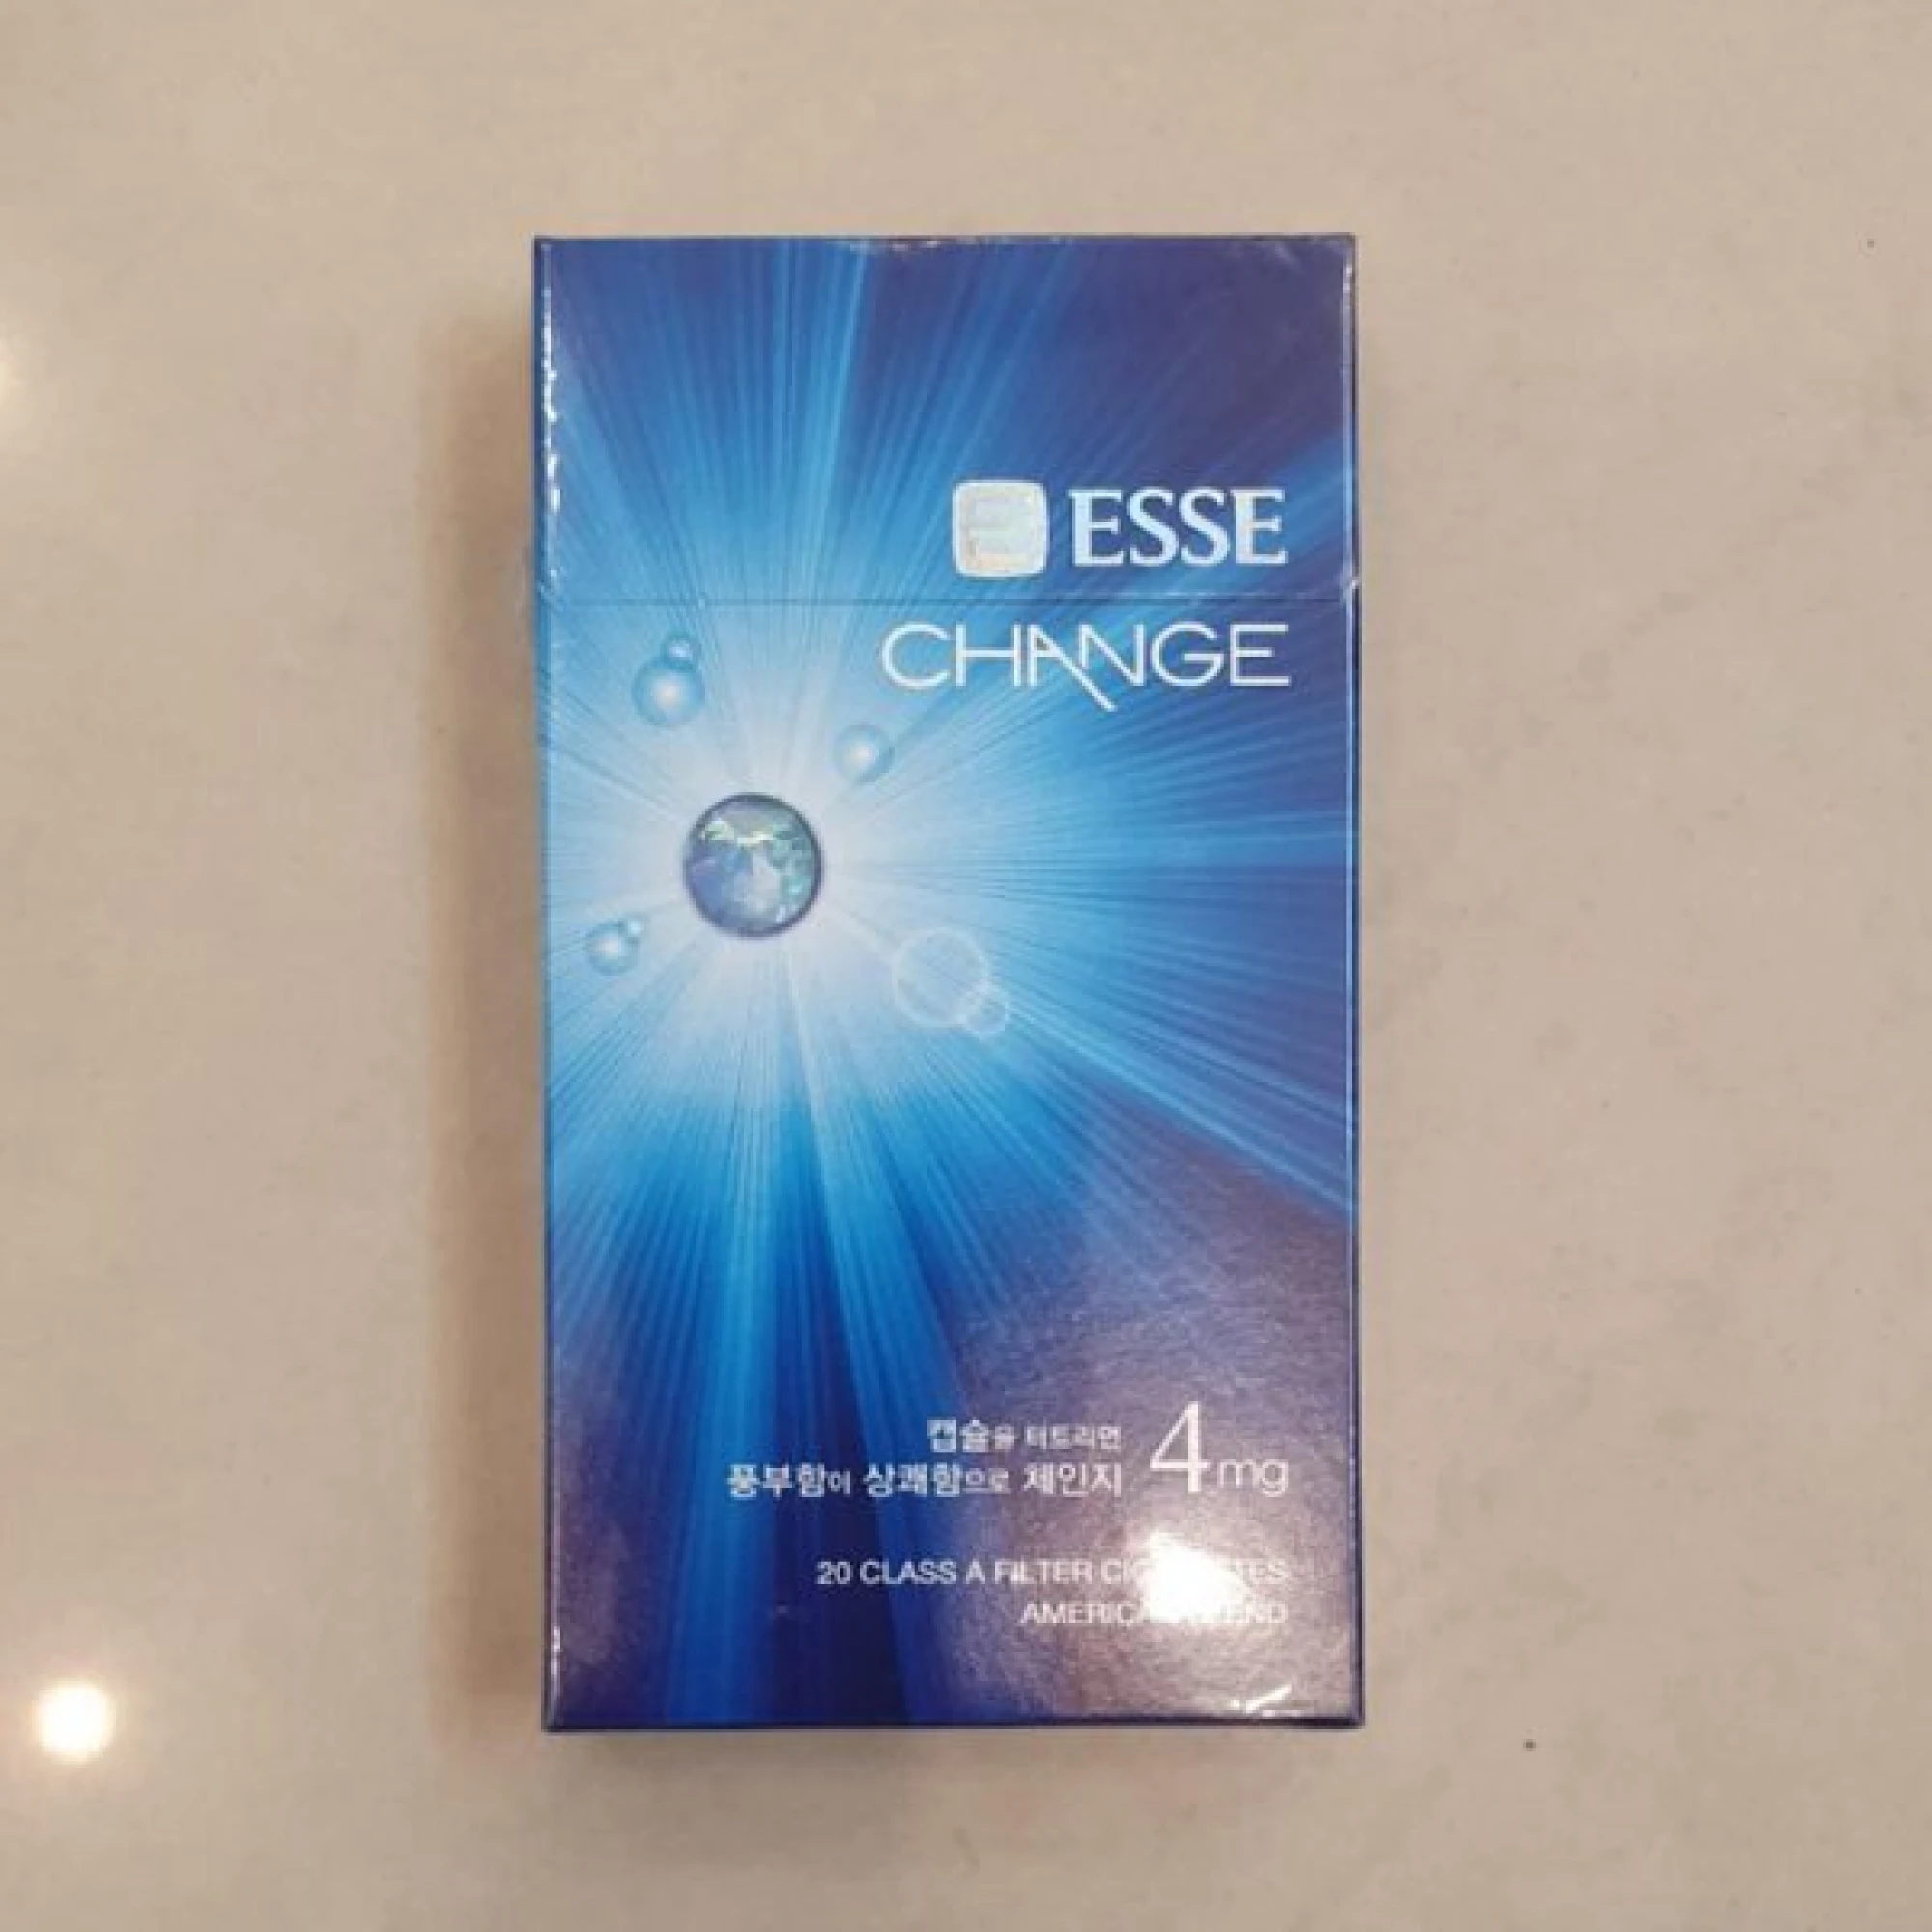 E ESSE
CHANGE
캡슐을 터트리면
풍부함이 상쾌함으로 체인지
4mg
20 CLASS A FILTER